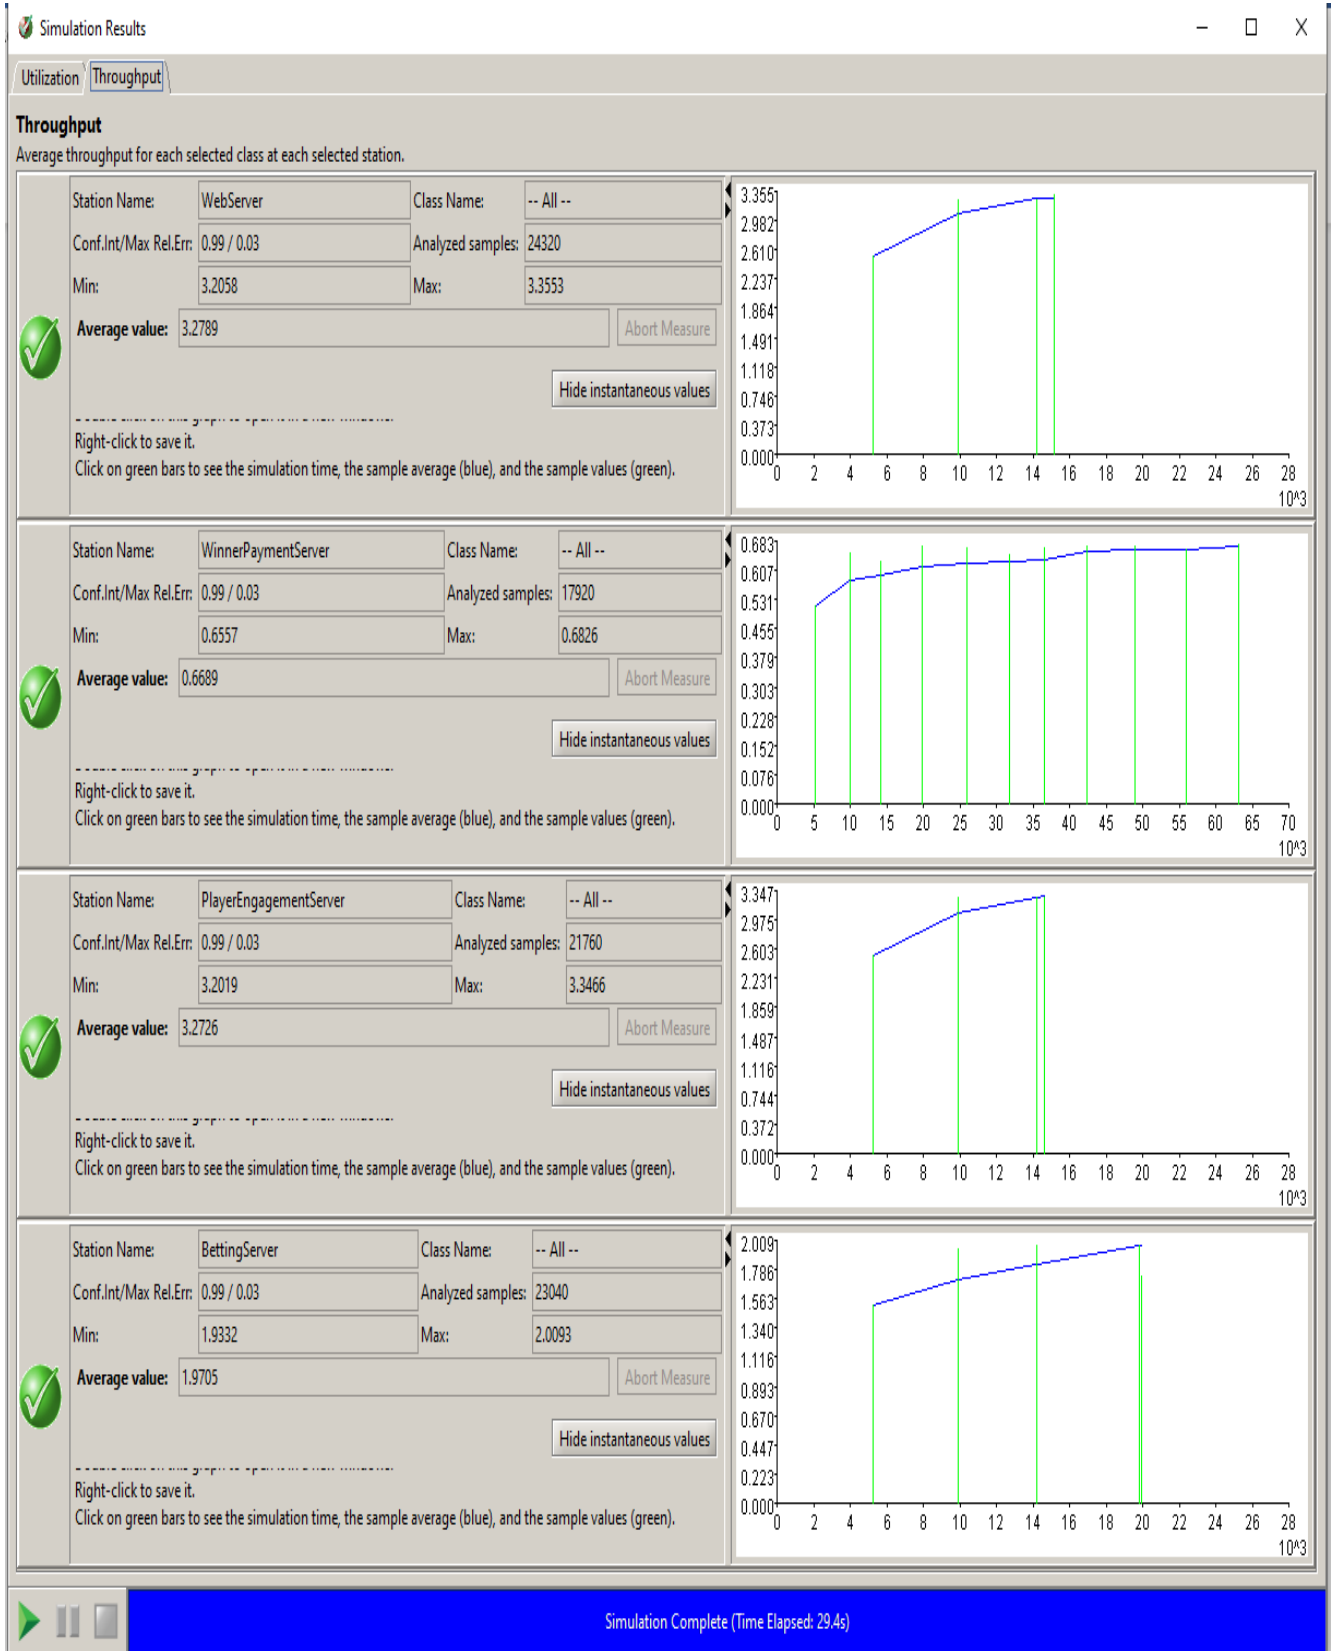 Simulation Results
Utilization Throughput
Throughput
Average throughput for each selected class at each selected station.
Station Name: WebServer Class Name: -- All --
Conf.Int/Max Rel.Err: 0.99 / 0.03 Analyzed samples: 24320
Min: 3.2058 Max: 3.3553
Average value: 3.2789 Abort Measure
Hide instantaneous values
Right-click to save it.
Click on green bars to see the simulation time, the sample average (blue), and the sample values (green).
3.355
2.982
2.610
2.237
1.864
1.491
1.118
0.746
0.373
0.000
0 2 4 6 8 10 12 14 16 18 20 22 24 26 28
10^3
Station Name: WinnerPaymentServer Class Name: -- All --
Conf.Int/Max Rel.Err: 0.99 / 0.03 Analyzed samples: 17920
Min: 0.6557 Max: 0.6826
Average value: 0.6689 Abort Measure
Hide instantaneous values
Right-click to save it.
Click on green bars to see the simulation time, the sample average (blue), and the sample values (green).
0.683
0.607
0.531
0.455
0.379
0.303
0.228
0.152
0.076
0.000
0 5 10 15 20 25 30 35 40 45 50 55 60 65 70
10^3
Station Name: PlayerEngagementServer Class Name: -- All --
Conf.Int/Max Rel.Err: 0.99 / 0.03 Analyzed samples: 21760
Min: 3.2019 Max: 3.3466
Average value: 3.2726 Abort Measure
Hide instantaneous values
Right-click to save it.
Click on green bars to see the simulation time, the sample average (blue), and the sample values (green).
3.347
2.975
2.603
2.231
1.859
1.487
1.116
0.744
0.372
0.000
0 2 4 6 8 10 12 14 16 18 20 22 24 26 28
10^3
Station Name: BettingServer Class Name: -- All --
Conf.Int/Max Rel.Err: 0.99 / 0.03 Analyzed samples: 23040
Min: 1.9332 Max: 2.0093
Average value: 1.9705 Abort Measure
Hide instantaneous values
Right-click to save it.
Click on green bars to see the simulation time, the sample average (blue), and the sample values (green).
2.009
1.786
1.563
1.340
1.116
0.893
0.670
0.447
0.223
0.000
0 2 4 6 8 10 12 14 16 18 20 22 24 26 28
10^3
Simulation Complete (Time Elapsed: 29.4s)